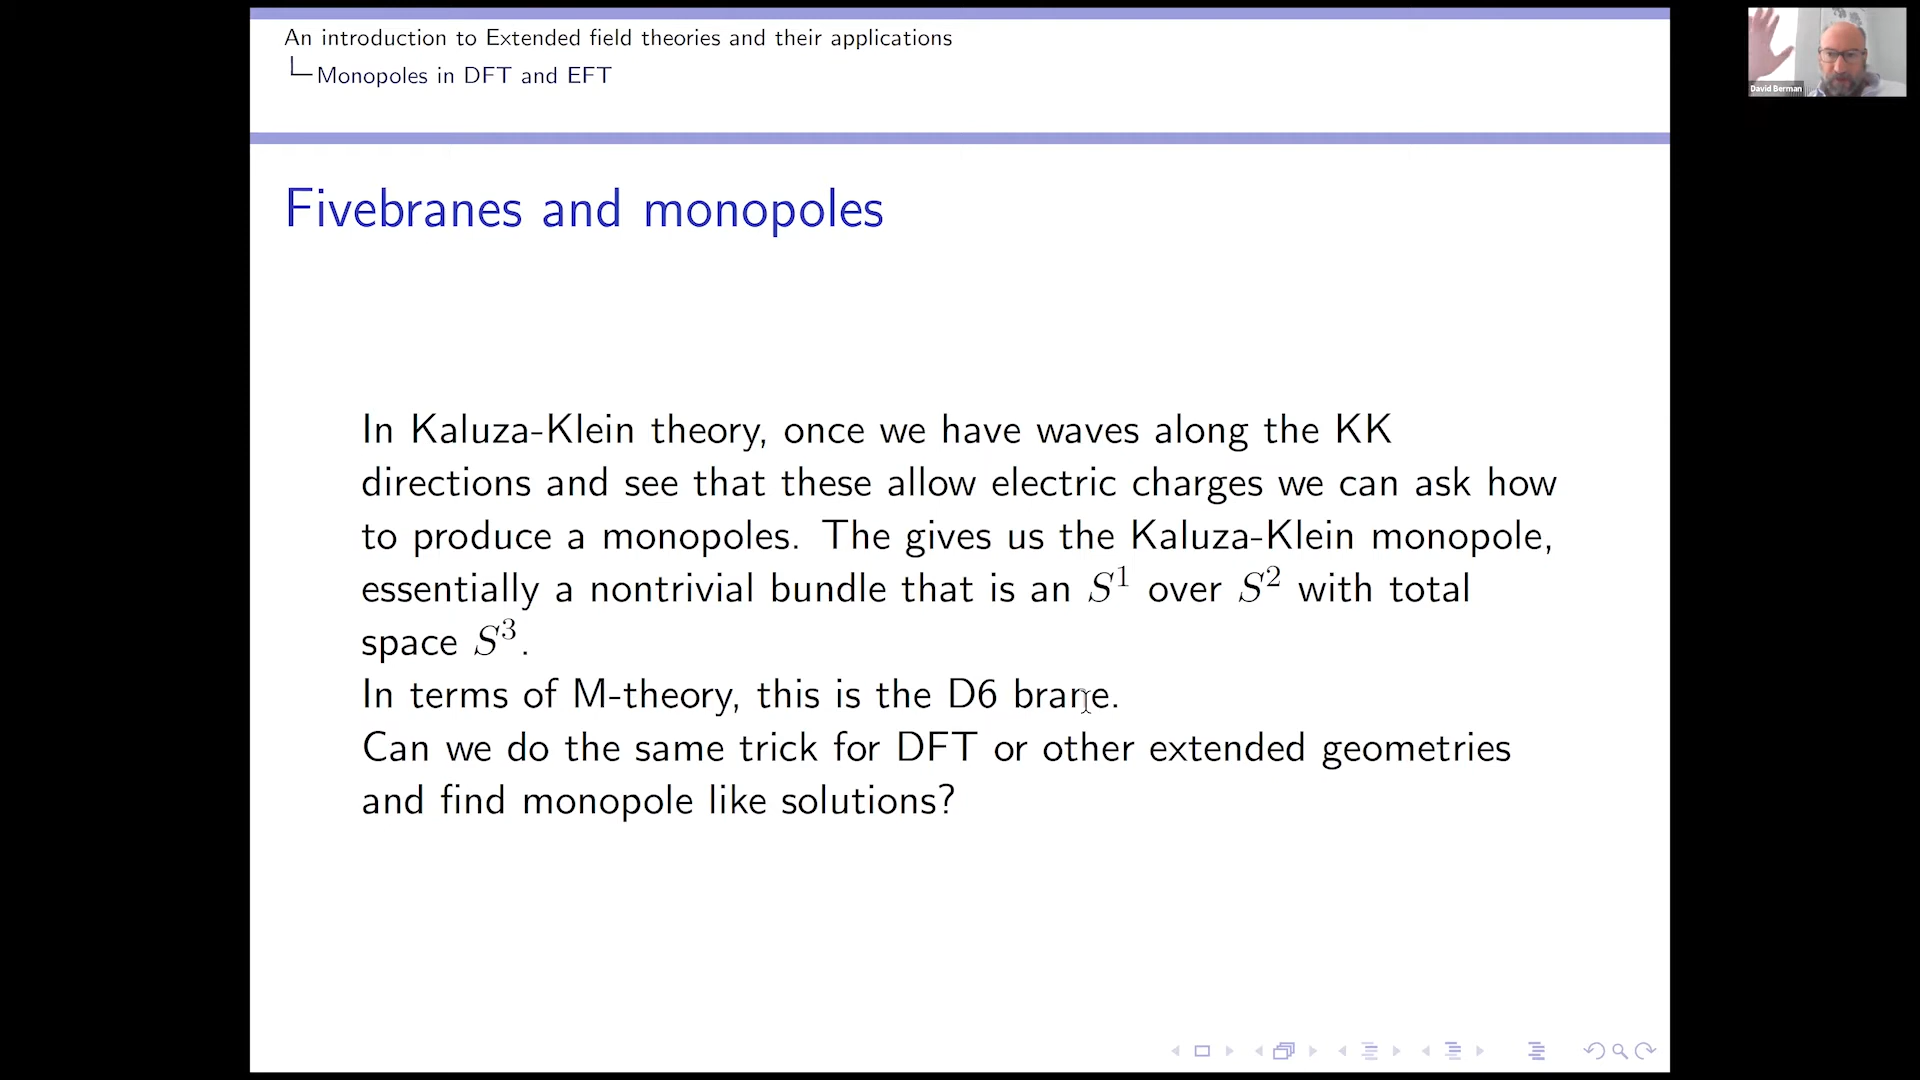 An introduction to Extended field theories and their applications
Monopoles in DFT and EFT
David Berman
Fivebranes and monopoles
In Kaluza-Klein theory, once we have waves along the KK
directions and see that these allow electric charges we can ask how
to produce a monopoles. The gives us the Kaluza-Klein monopole,
essentially a nontrivial bundle that is an S¹ over S² with total
space S³.
In terms of M-theory, this is the D6 brane.
Can we do the same trick for DFT or other extended geometries
and find monopole like solutions?